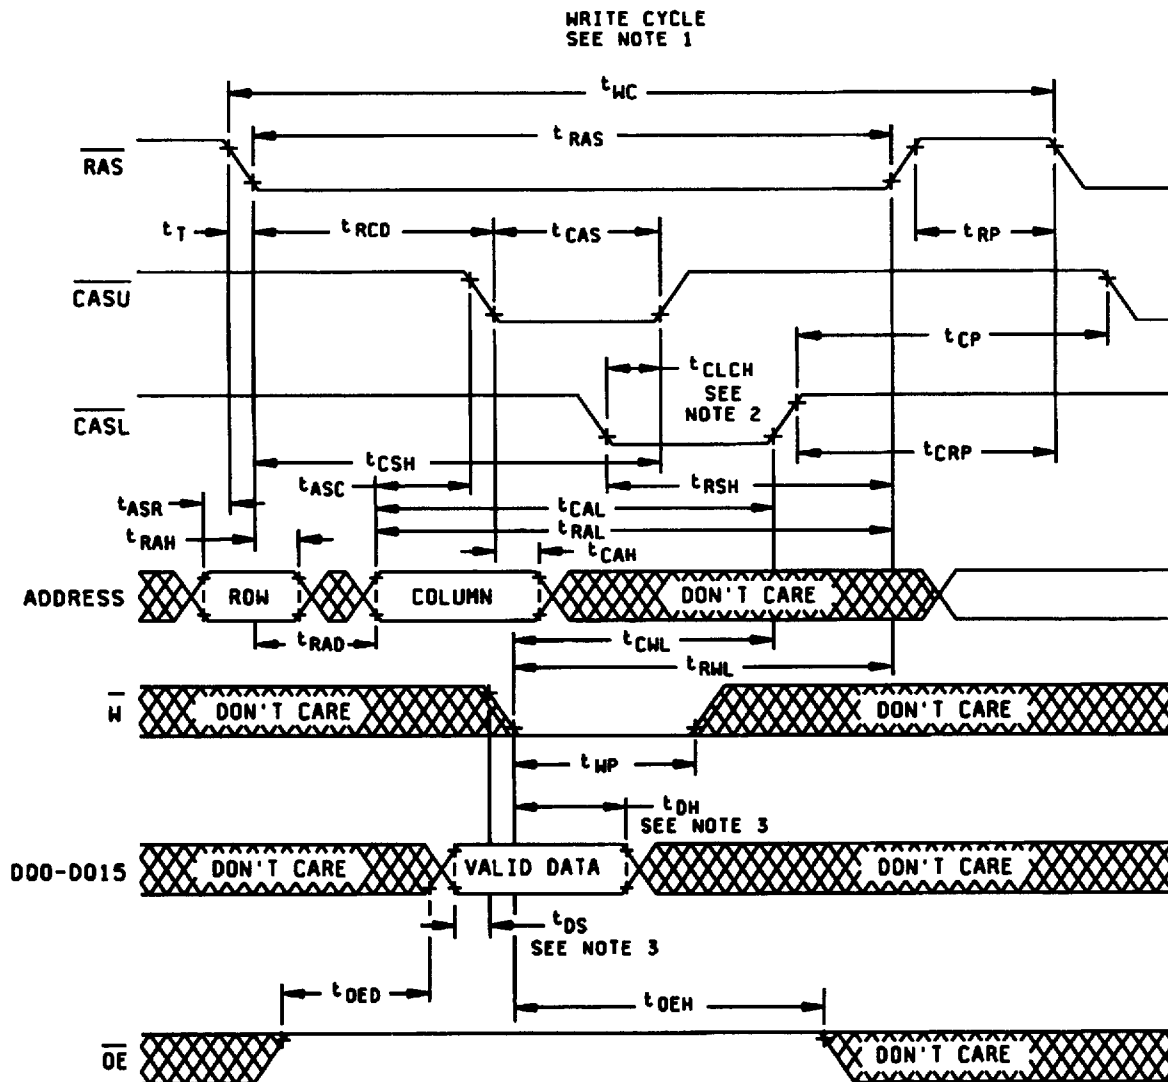 WRITE CYCLE
SEE NOTE 1
tWC
tRAS
RAS
tT
tRCD
tCAS
tRP
CASU
tCP
tCLCH
SEE
NOTE 2
CASL
tCSH
tCRP
tASC
tRSH
tASR
tCAL
tRAH
tRAL
tCAH
ADDRESS
ROW
COLUMN
DON'T CARE
tRAD
tCWL
tRWL
W
DON'T CARE
DON'T CARE
tWP
tDH
SEE NOTE 3
DQ0-DQ15
DON'T CARE
VALID DATA
DON'T CARE
tDS
SEE NOTE 3
tOED
tOEH
OE
DON'T CARE